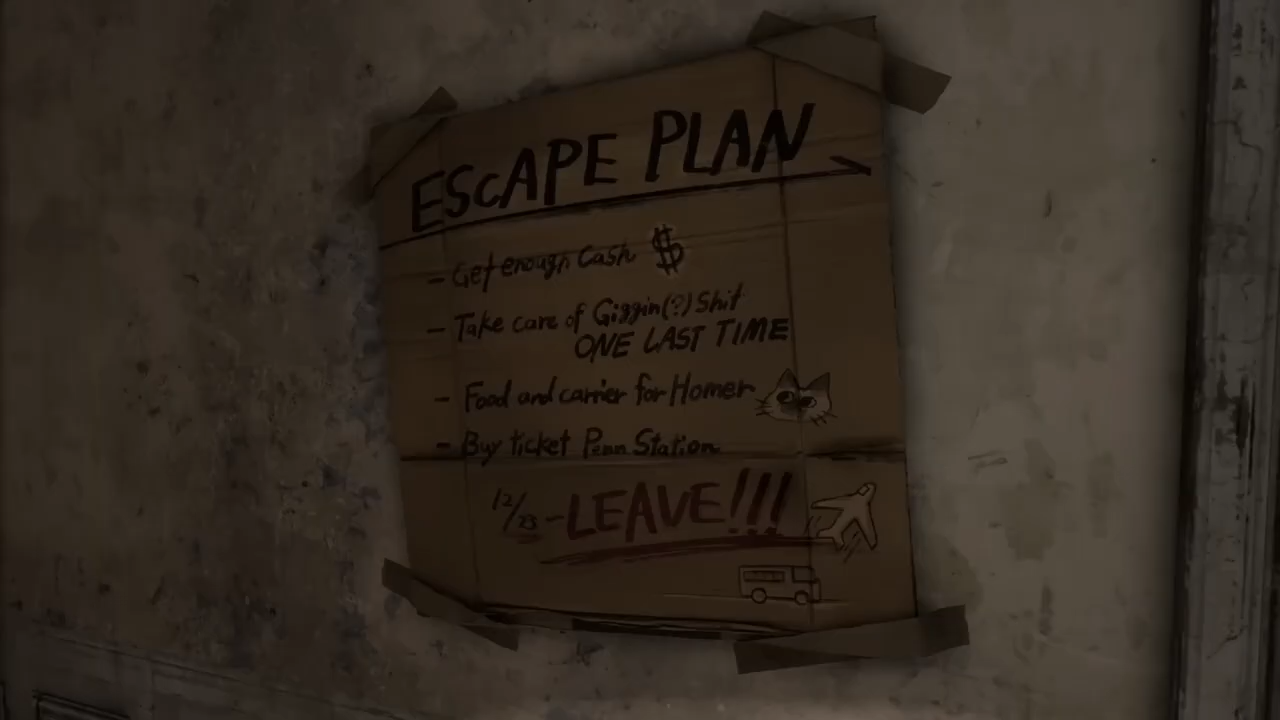 ESCAPE PLAN
- Get enough Cash $
- Take care of Giggin(?) Shit
ONE LAST TIME
- Food and carrier for Homer
- Buy ticket Penn Station
12/23 - LEAVE!!!